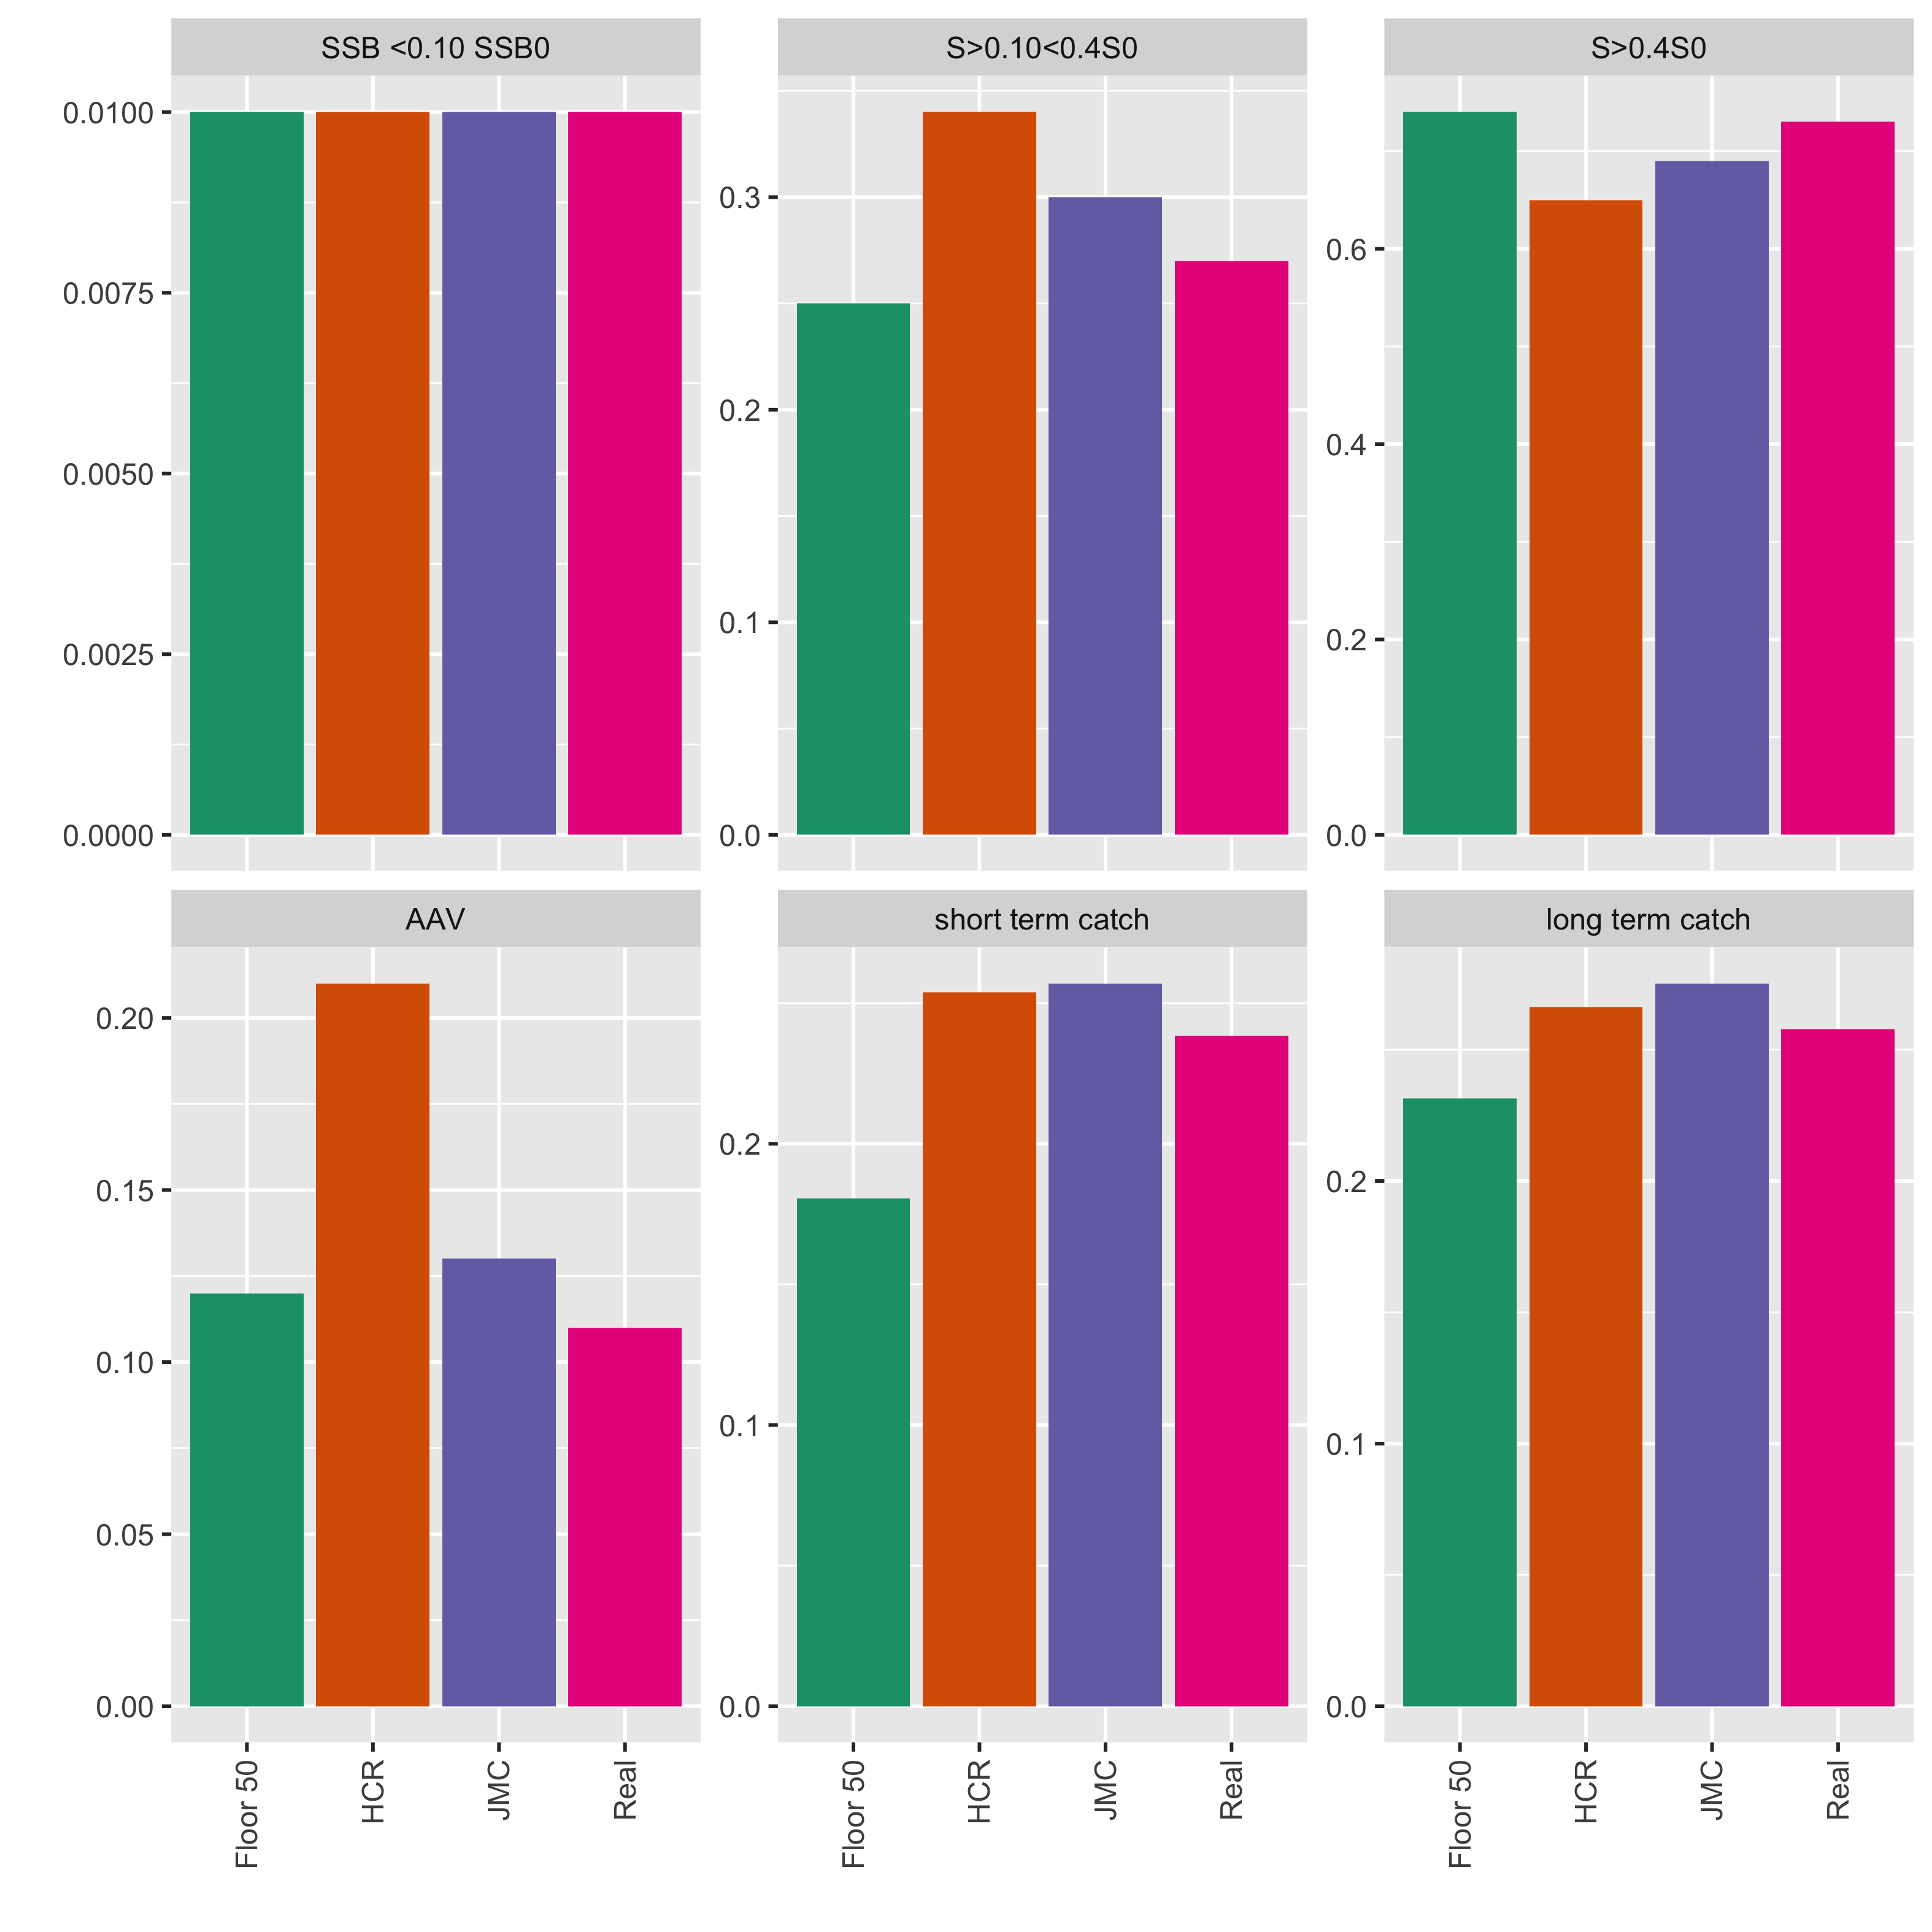 SSB <0.10 SSB0
S>0.10<0.4S0
S>0.4S0
0.0100
0.0075
0.0050
0.0025
0.0000
0.3
0.2
0.1
0.0
0.6
0.4
0.2
0.0
AAV
short term catch
long term catch
0.20
0.15
0.10
0.05
0.00
0.2
0.1
0.0
0.2
0.1
0.0
Floor 50
HCR
JMC
Real
Floor 50
HCR
JMC
Real
Floor 50
HCR
JMC
Real